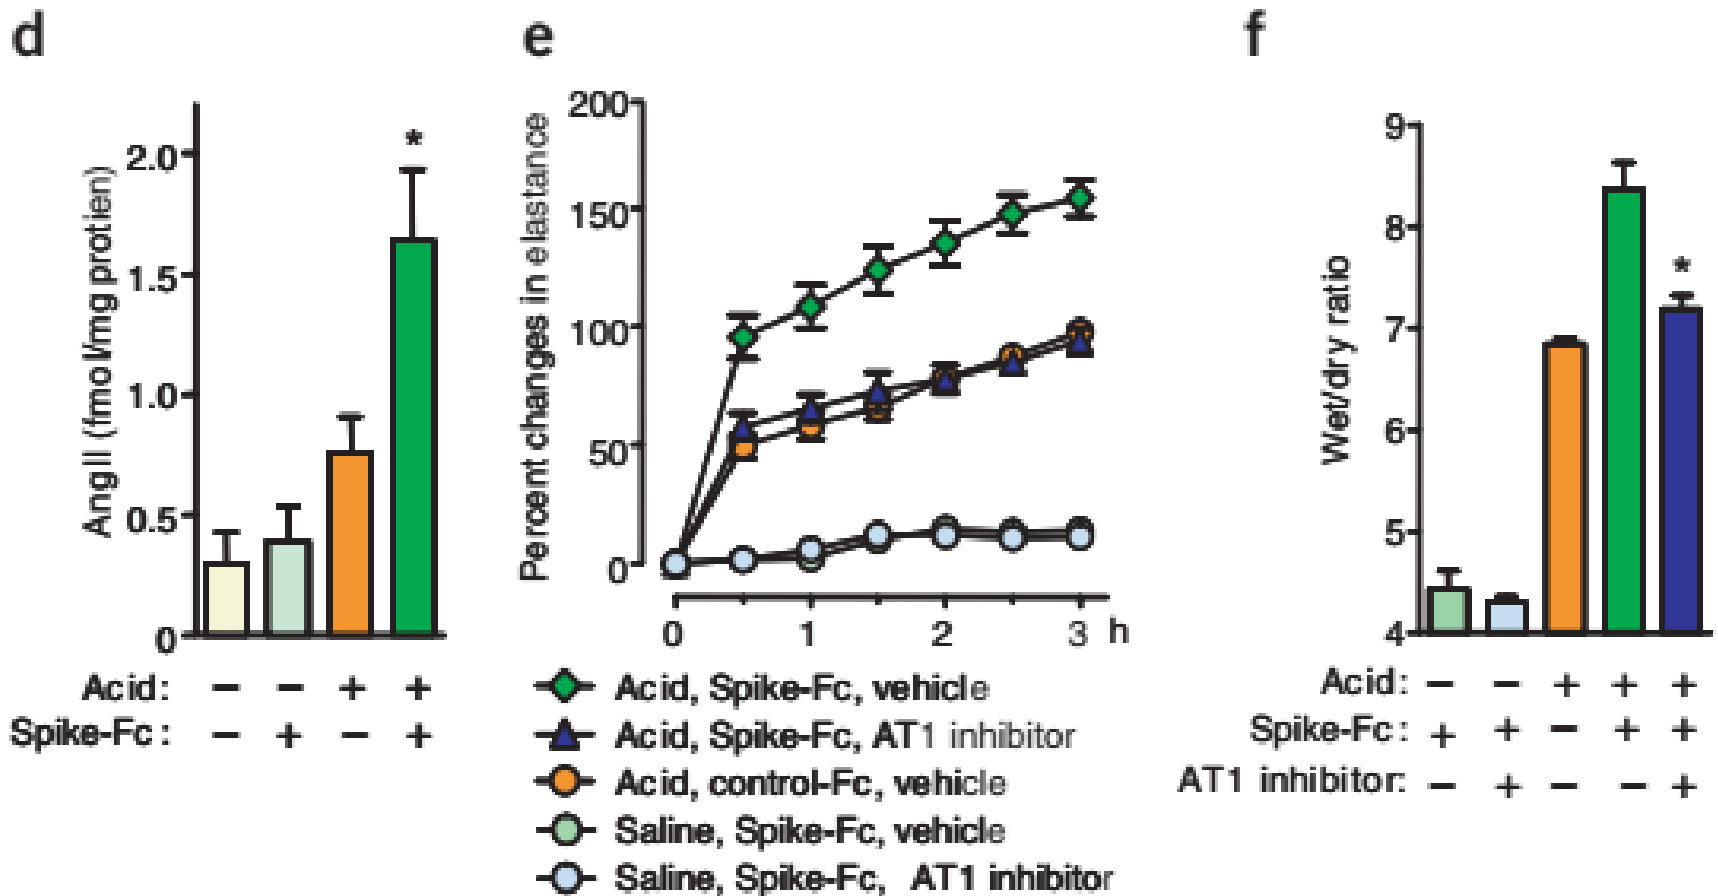 d
AngII (fmol/mg protien)
2.0
1.5
1.0
0.5
0
*
Acid: − − + +
Spike-Fc: − + − +
e
Percent changes in elastance
200
150
100
50
0
0 1 2 3 h
Acid, Spike-Fc, vehicle
Acid, Spike-Fc, AT1 inhibitor
Acid, control-Fc, vehicle
Saline, Spike-Fc, vehicle
Saline, Spike-Fc, AT1 inhibitor
f
Wet/dry ratio
9
8
7
6
5
4
*
Acid: − − + + +
Spike-Fc: + + − + +
AT1 inhibitor: − + − − +